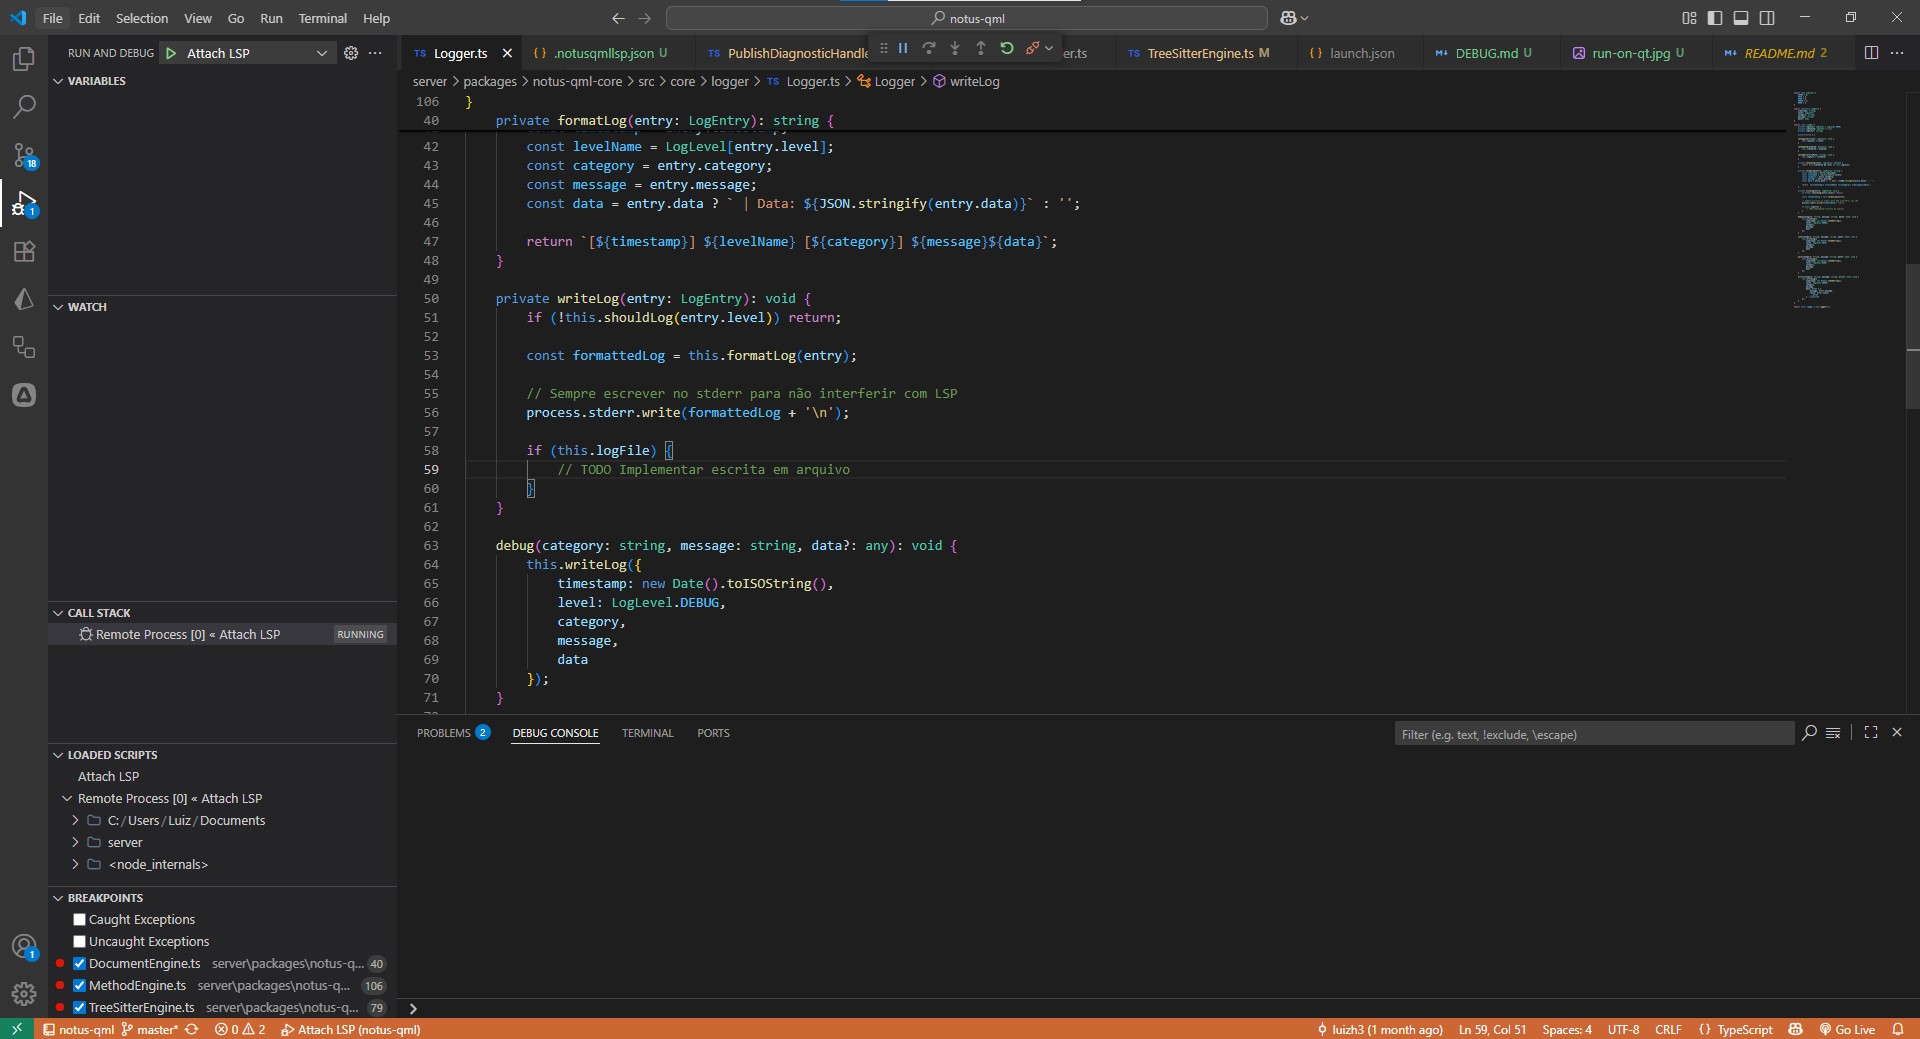 File Edit Selection View Go Run Terminal Help
notus-qml
RUN AND DEBUG Attach LSP
Logger.ts .notusqmllsp.json U PublishDiagnosticHandle er.ts TreeSitterEngine.ts M launch.json DEBUG.md U run-on-qt.jpg U README.md 2
server > packages > notus-qml-core > src > core > logger > TS Logger.ts > Logger > writeLog
VARIABLES
WATCH
CALL STACK
Remote Process [0] « Attach LSP RUNNING
LOADED SCRIPTS
Attach LSP
Remote Process [0] « Attach LSP
C:/Users/Luiz/Documents
server
<node_internals>
BREAKPOINTS
Caught Exceptions
Uncaught Exceptions
DocumentEngine.ts server\packages\notus-q... 40
MethodEngine.ts server\packages\notus-q... 106
TreeSitterEngine.ts server\packages\notus-q... 79
18
1
1
106 }
40 private formatLog(entry: LogEntry): string {
42 const levelName = LogLevel[entry.level];
43 const category = entry.category;
44 const message = entry.message;
45 const data = entry.data ? ` | Data: ${JSON.stringify(entry.data)}` : '';
46
47 return `[${timestamp}] ${levelName} [${category}] ${message}${data}`;
48 }
49
50 private writeLog(entry: LogEntry): void {
51 if (!this.shouldLog(entry.level)) return;
52
53 const formattedLog = this.formatLog(entry);
54
55 // Sempre escrever no stderr para não interferir com LSP
56 process.stderr.write(formattedLog + '\n');
57
58 if (this.logFile) {
59 // TODO Implementar escrita em arquivo
60 }
61 }
62
63 debug(category: string, message: string, data?: any): void {
64 this.writeLog({
65 timestamp: new Date().toISOString(),
66 level: LogLevel.DEBUG,
67 category,
68 message,
69 data
70 });
71 }
PROBLEMS 2 DEBUG CONSOLE TERMINAL PORTS
Filter (e.g. text, !exclude, \escape)
notus-qml master* 0 2 Attach LSP (notus-qml) luizh3 (1 month ago) Ln 59, Col 51 Spaces: 4 UTF-8 CRLF {} TypeScript Go Live